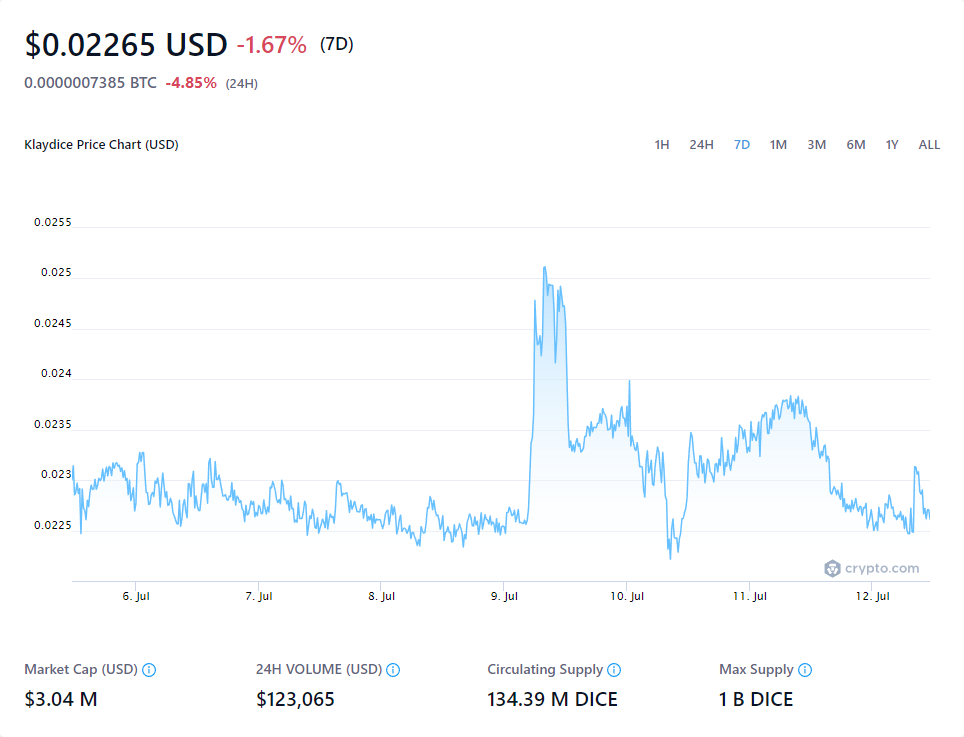 $0.02265 USD -1.67% (7D)
0.0000007385 BTC -4.85% (24H)
Klaydice Price Chart (USD) 1H 24H 7D 1M 3M 6M 1Y ALL
0.0255
0.025
0.0245
0.024
0.0235
0.023
0.0225
crypto.com
6. Jul 7. Jul 8. Jul 9. Jul 10. Jul 11. Jul 12. Jul
Market Cap (USD) 24H VOLUME (USD) Circulating Supply Max Supply
$3.04 M $123,065 134.39 M DICE 1 B DICE